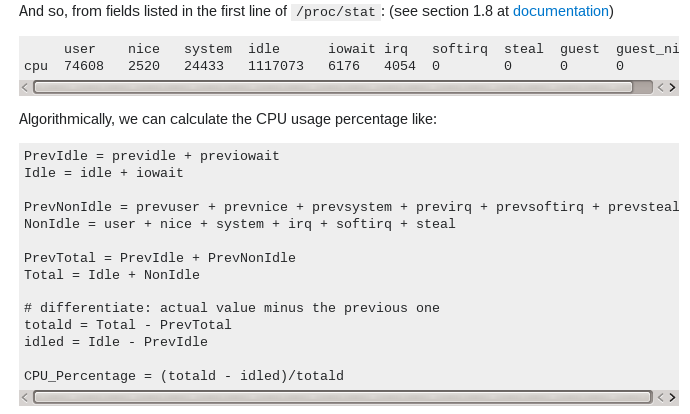 And so, from fields listed in the first line of /proc/stat: (see section 1.8 at documentation)
user nice system idle iowait irq softirq steal guest guest_ni
cpu 74608 2520 24433 1117073 6176 4054 0 0 0 0
Algorithmically, we can calculate the CPU usage percentage like:
PrevIdle = previdle + previowait
Idle = idle + iowait
PrevNonIdle = prevuser + prevnice + prevsystem + previrq + prevsoftirq + prevsteal
NonIdle = user + nice + system + irq + softirq + steal
PrevTotal = PrevIdle + PrevNonIdle
Total = Idle + NonIdle
# differentiate: actual value minus the previous one
totald = Total - PrevTotal
idled = Idle - PrevIdle
CPU_Percentage = (totald - idled)/totald